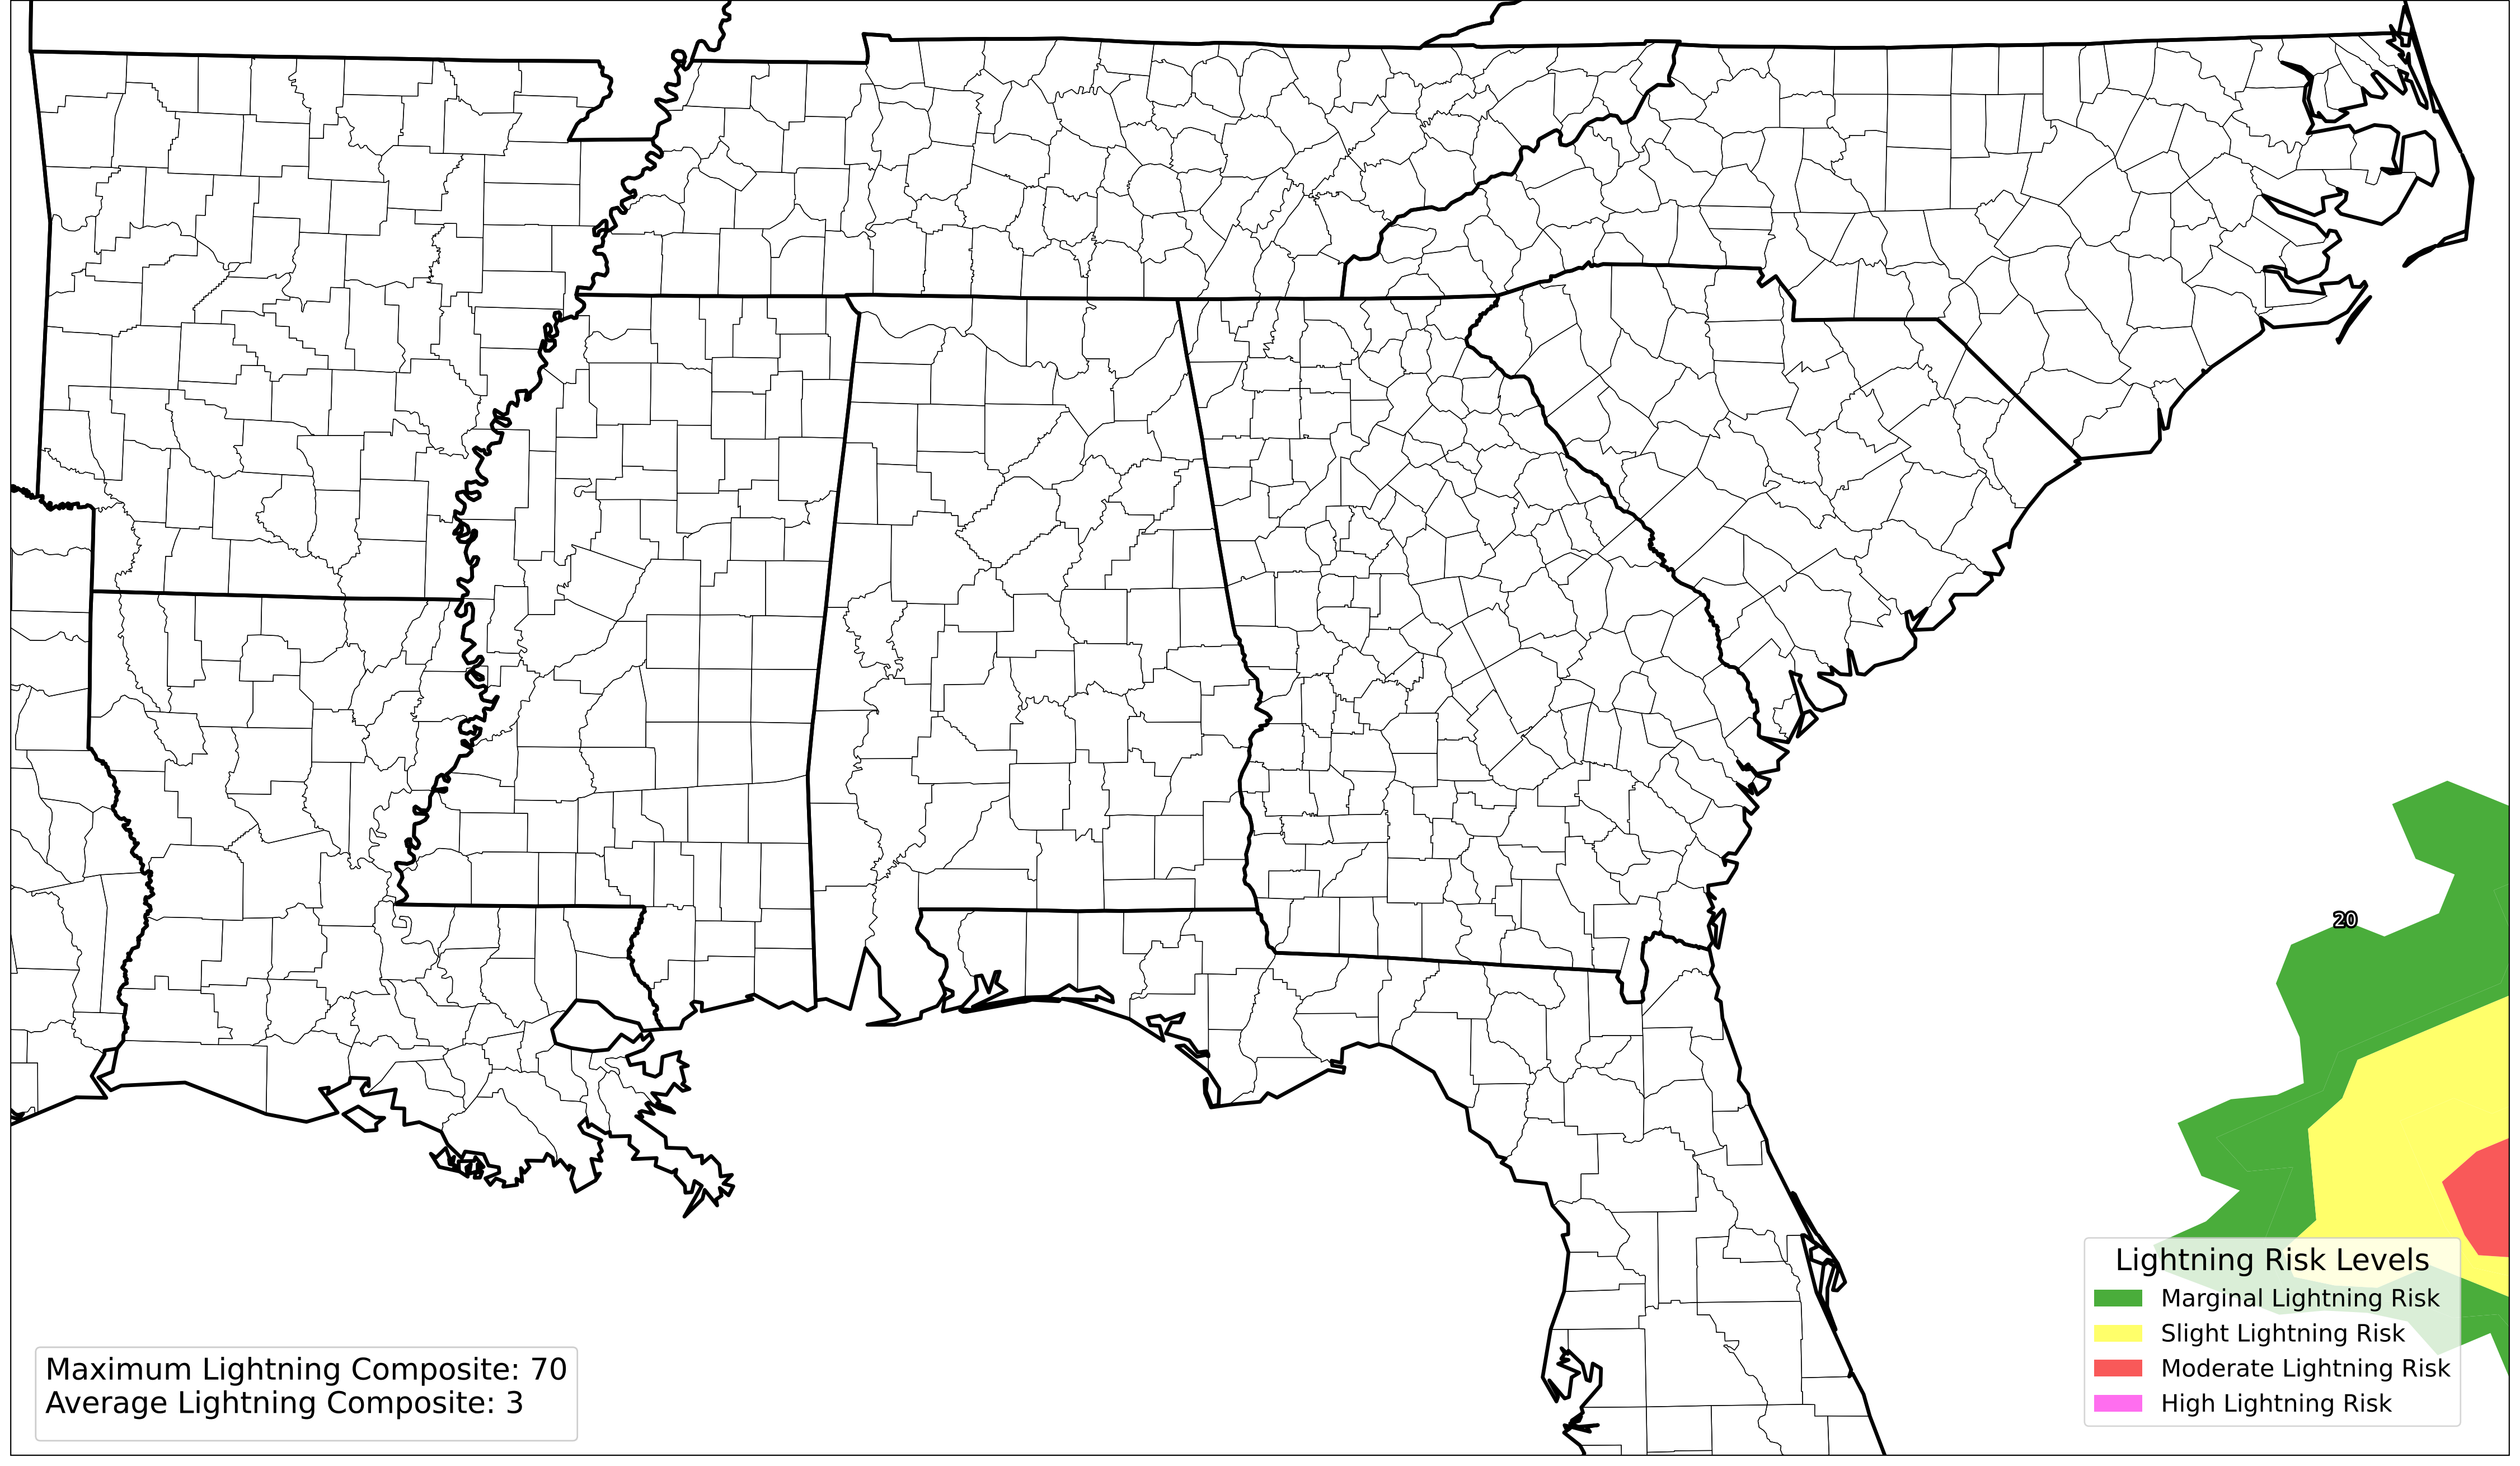 20
Lightning Risk Levels
Marginal Lightning Risk
Slight Lightning Risk
Moderate Lightning Risk
High Lightning Risk
Maximum Lightning Composite: 70
Average Lightning Composite: 3